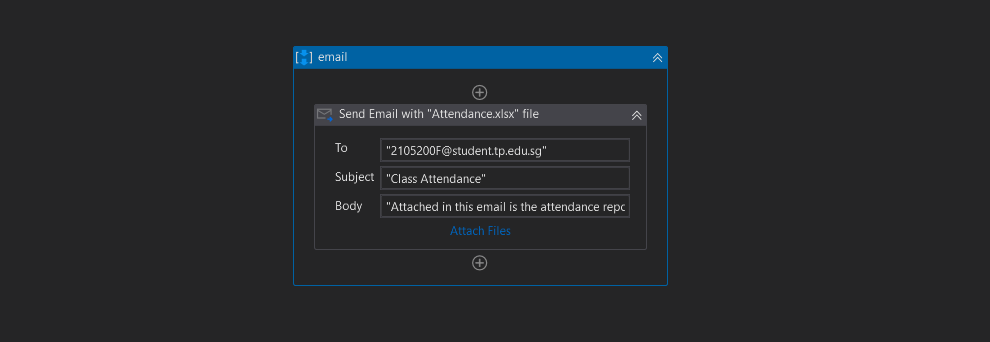 email
Send Email with "Attendance.xlsx" file
To "2105200F@student.tp.edu.sg"
Subject "Class Attendance"
Body "Attached in this email is the attendance repo
Attach Files